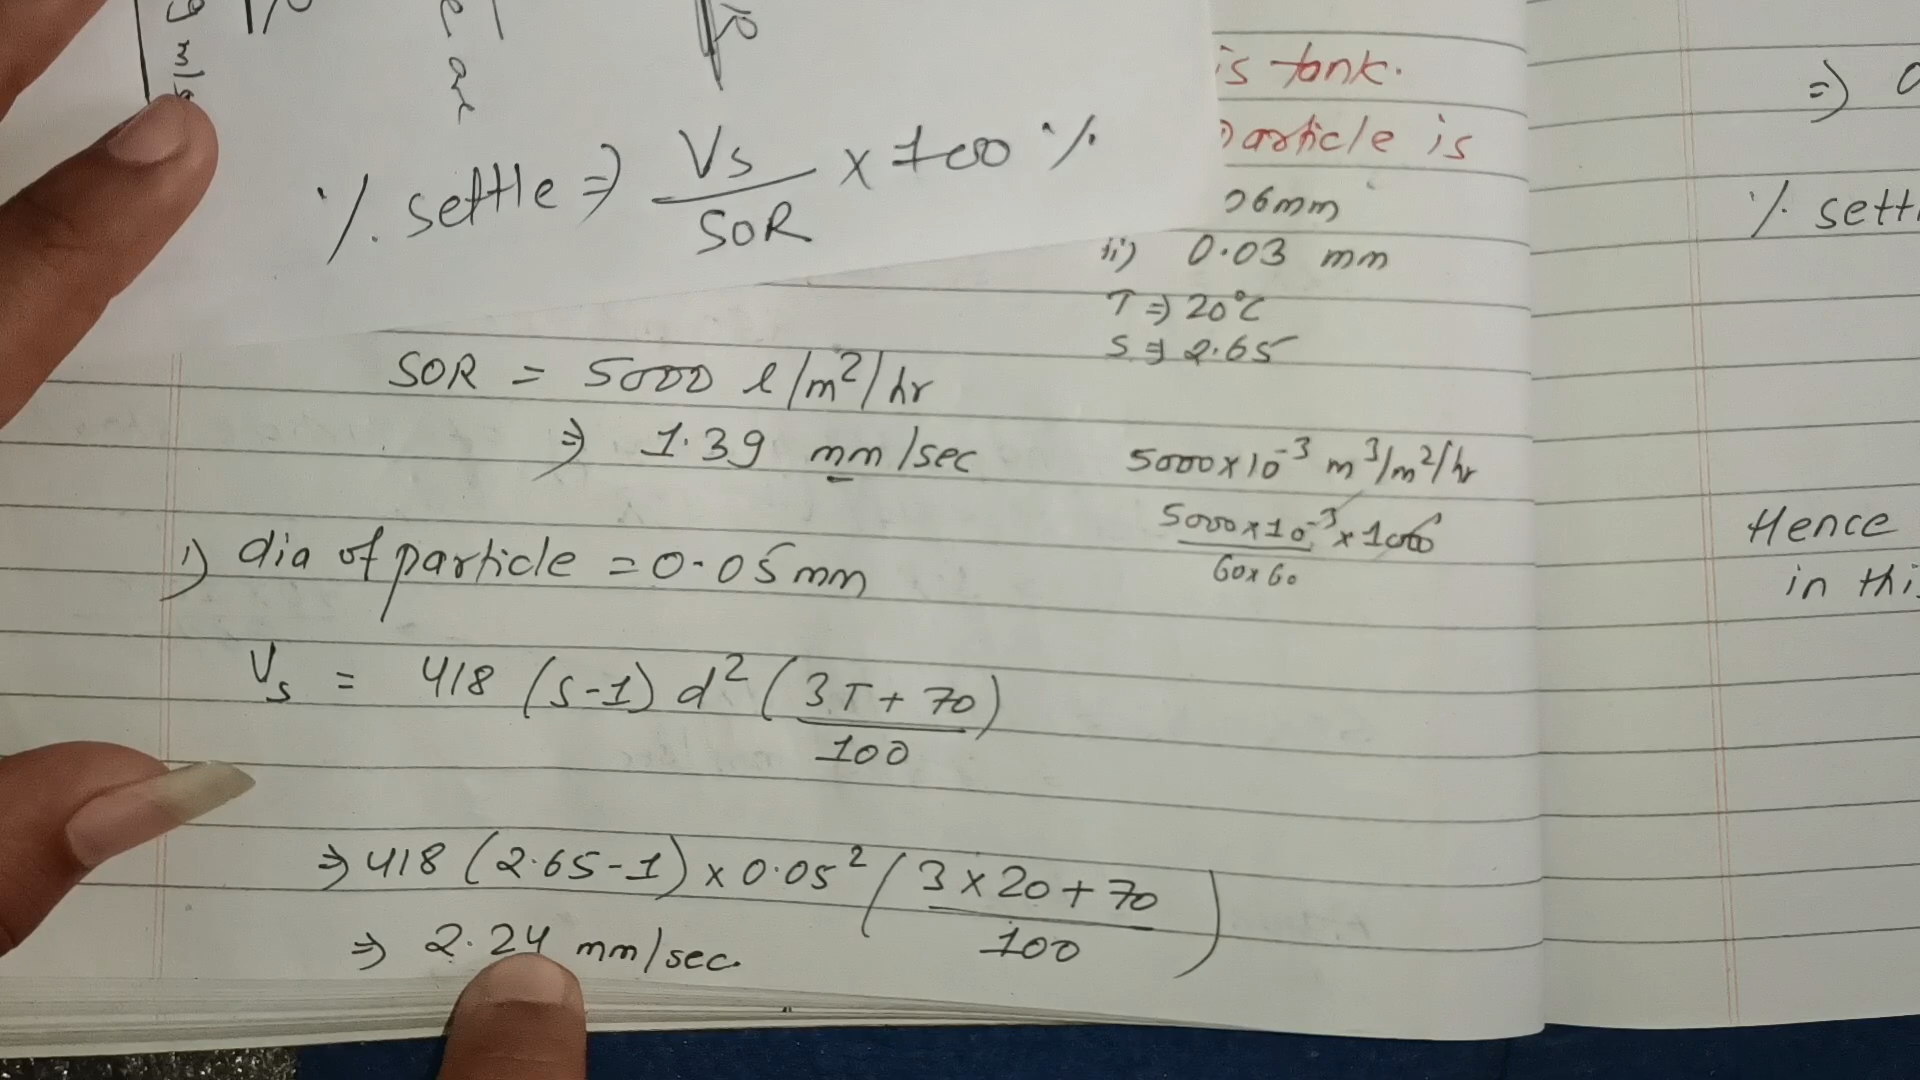 % settle ⇒ Vs/SOR x 100 %
is tank.
particle is
06mm
ii) 0.03 mm
T ⇒ 20°C
S ⇒ 2.65
SOR = 5000 l/m²/hr
⇒ 1.39 mm/sec
5000 x 10⁻³ m³/m²/hr
5000 x 10⁻³ x 1000 / 60x60
i) dia of particle = 0.05 mm
Vs = 418 (s-1) d² (3T + 70 / 100)
⇒ 418 (2.65-1) x 0.05² (3 x 20 + 70 / 100)
⇒ 2.24 mm/sec.
⇒
% sett
Hence
in thi